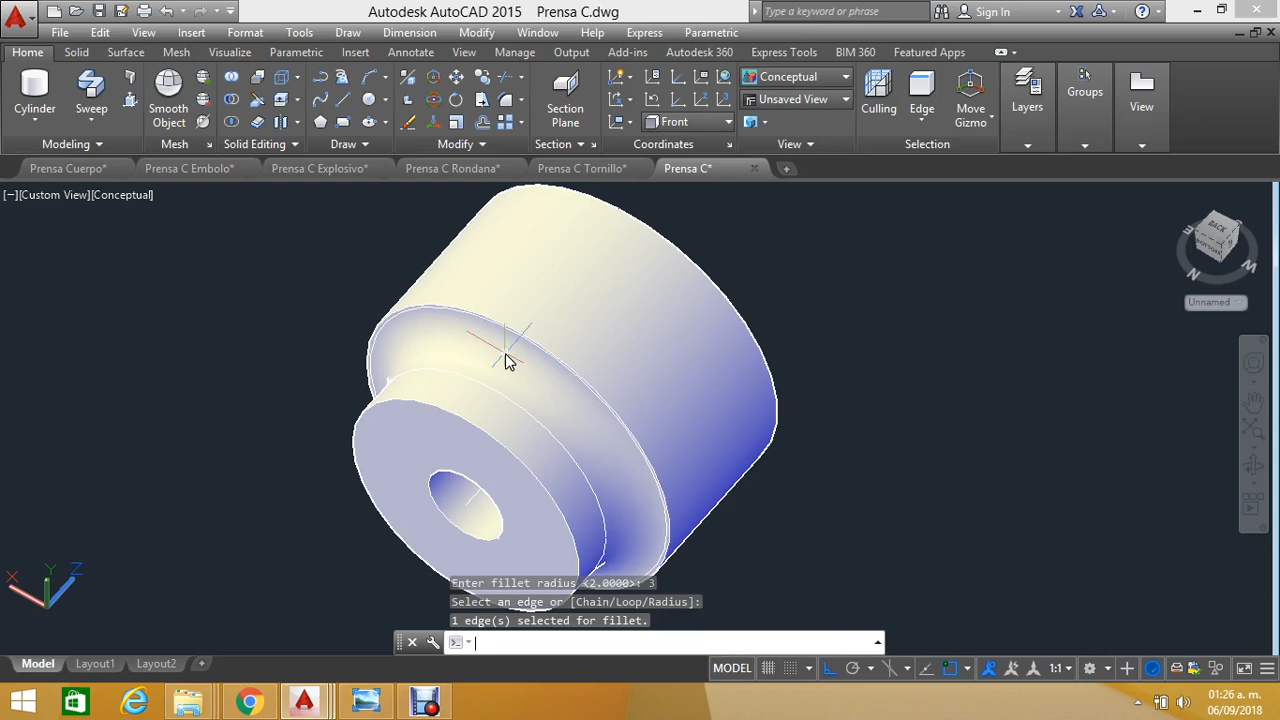 Autodesk AutoCAD 2015 Prensa C.dwg
Type a keyword or phrase
Sign In
File Edit View Insert Format Tools Draw Dimension Modify Window Help Express Parametric
Home Solid Surface Mesh Visualize Parametric Insert Annotate View Manage Output Add-ins Autodesk 360 Express Tools BIM 360 Featured Apps
Conceptual
Unsaved View
Front
Cylinder Sweep Smooth Object Section Plane Culling Edge Move Gizmo Layers Groups View
Modeling Mesh Solid Editing Draw Modify Section Coordinates View Selection
Prensa Cuerpo* Prensa C Embolo* Prensa C Explosivo* Prensa C Rondana* Prensa C Tornillo* Prensa C*
[−][Custom View][Conceptual]
BACK
E
W
N
Unnamed
X Y Z
Enter fillet radius <2.0000>: 3
Select an edge or [Chain/Loop/Radius]:
1 edge(s) selected for fillet.
Model Layout1 Layout2 +
MODEL
1:1
01:26 a. m.
06/09/2018